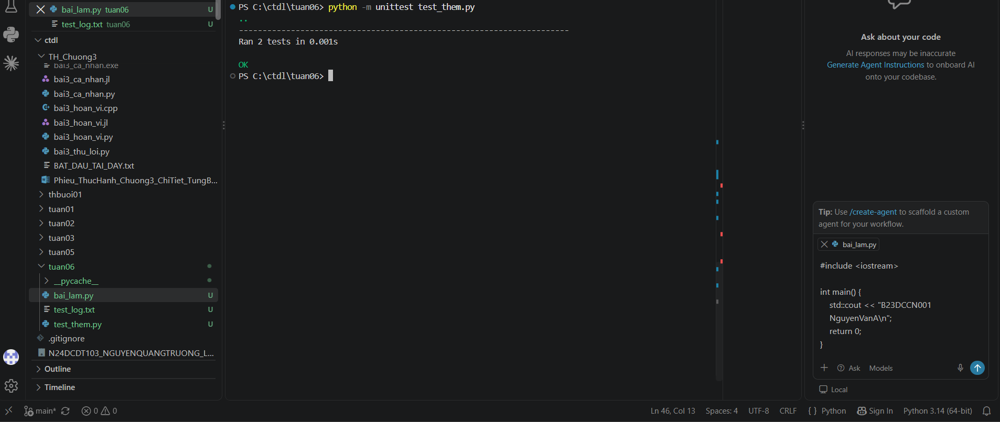 bai_lam.py tuan06 U
test_log.txt tuan06 U
ctdl
TH_Chuong3
bai3_ca_nhan.exe
bai3_ca_nhan.jl
bai3_ca_nhan.py
bai3_hoan_vi.cpp
bai3_hoan_vi.jl
bai3_hoan_vi.py
bai3_thu_loi.py
BAT_DAU_TAI_DAY.txt
Phieu_ThucHanh_Chuong3_ChiTiet_TungB...
thbuoi01
tuan01
tuan02
tuan03
tuan05
tuan06
__pycache__
bai_lam.py U
test_log.txt U
test_them.py U
.gitignore
N24DCDT103_NGUYENQUANGTRUONG_L...
Outline
Timeline
PS C:\ctdl\tuan06> python -m unittest test_them.py
..
----------------------------------------------------------------------
Ran 2 tests in 0.001s
OK
PS C:\ctdl\tuan06>
Ask about your code
AI responses may be inaccurate
Generate Agent Instructions to onboard AI
onto your codebase.
Tip: Use /create-agent to scaffold a custom
agent for your workflow.
bai_lam.py
#include <iostream>
int main() {
std::cout << "B23DCCN001
NguyenVanA\n";
return 0;
}
Ask Models
Local
main* 0 0
Ln 46, Col 13 Spaces: 4 UTF-8 CRLF { } Python Sign In Python 3.14 (64-bit)